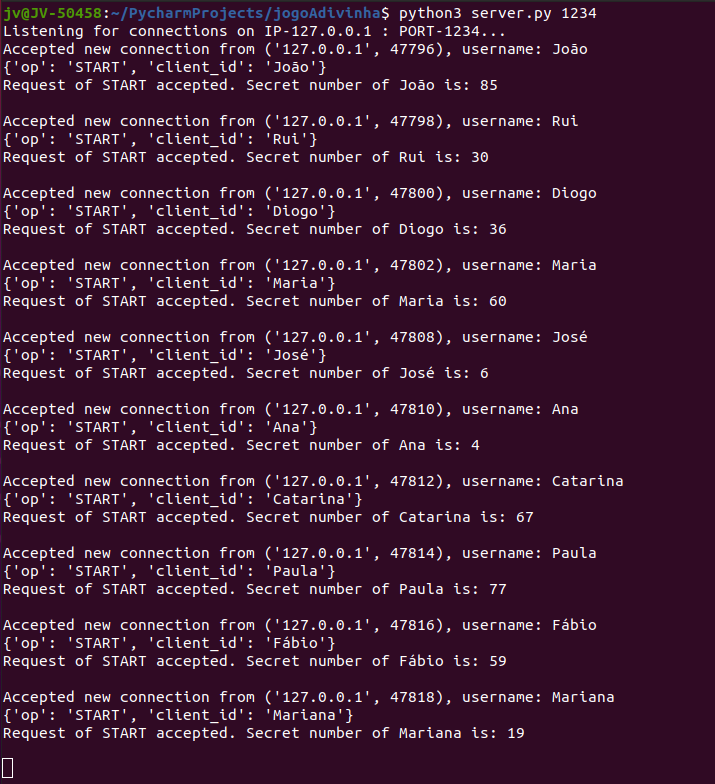 jv@JV-50458:~/PycharmProjects/jogoAdivinha$ python3 server.py 1234
Listening for connections on IP-127.0.0.1 : PORT-1234...
Accepted new connection from ('127.0.0.1', 47796), username: João
{'op': 'START', 'client_id': 'João'}
Request of START accepted. Secret number of João is: 85
Accepted new connection from ('127.0.0.1', 47798), username: Rui
{'op': 'START', 'client_id': 'Rui'}
Request of START accepted. Secret number of Rui is: 30
Accepted new connection from ('127.0.0.1', 47800), username: Diogo
{'op': 'START', 'client_id': 'Diogo'}
Request of START accepted. Secret number of Diogo is: 36
Accepted new connection from ('127.0.0.1', 47802), username: Maria
{'op': 'START', 'client_id': 'Maria'}
Request of START accepted. Secret number of Maria is: 60
Accepted new connection from ('127.0.0.1', 47808), username: José
{'op': 'START', 'client_id': 'José'}
Request of START accepted. Secret number of José is: 6
Accepted new connection from ('127.0.0.1', 47810), username: Ana
{'op': 'START', 'client_id': 'Ana'}
Request of START accepted. Secret number of Ana is: 4
Accepted new connection from ('127.0.0.1', 47812), username: Catarina
{'op': 'START', 'client_id': 'Catarina'}
Request of START accepted. Secret number of Catarina is: 67
Accepted new connection from ('127.0.0.1', 47814), username: Paula
{'op': 'START', 'client_id': 'Paula'}
Request of START accepted. Secret number of Paula is: 77
Accepted new connection from ('127.0.0.1', 47816), username: Fábio
{'op': 'START', 'client_id': 'Fábio'}
Request of START accepted. Secret number of Fábio is: 59
Accepted new connection from ('127.0.0.1', 47818), username: Mariana
{'op': 'START', 'client_id': 'Mariana'}
Request of START accepted. Secret number of Mariana is: 19